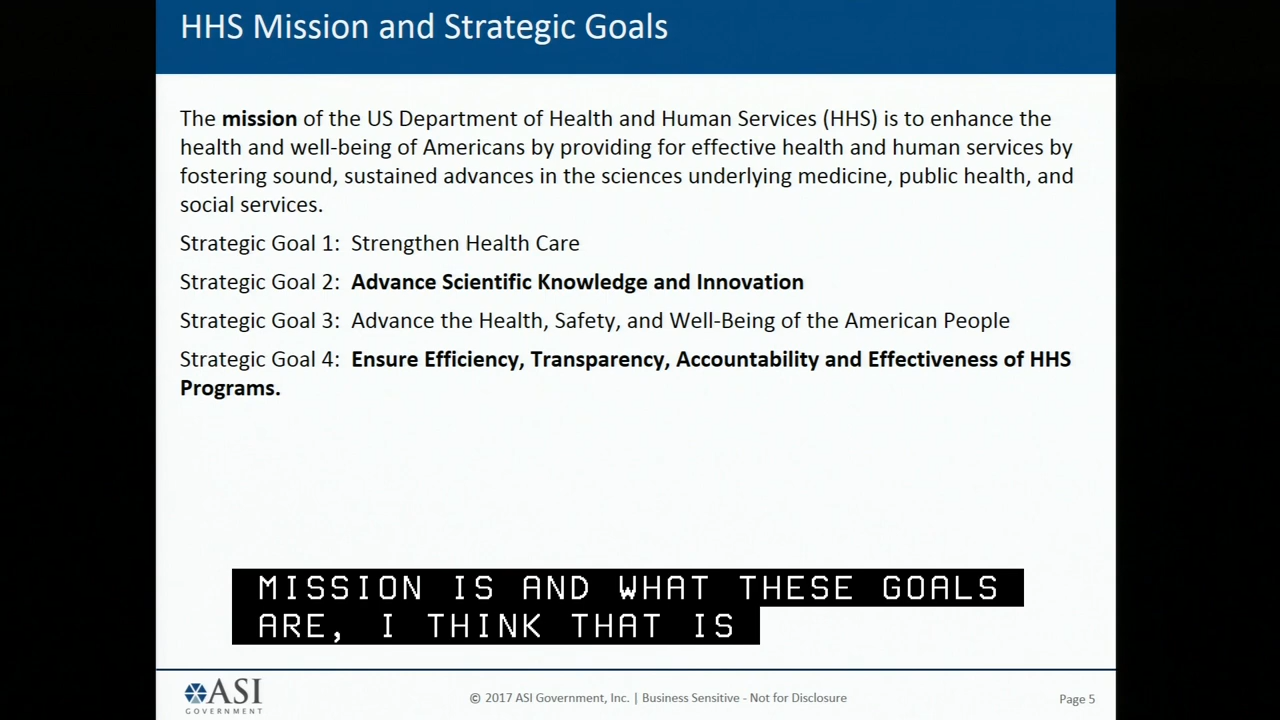 HHS Mission and Strategic Goals
The mission of the US Department of Health and Human Services (HHS) is to enhance the
health and well-being of Americans by providing for effective health and human services by
fostering sound, sustained advances in the sciences underlying medicine, public health, and
social services.
Strategic Goal 1: Strengthen Health Care
Strategic Goal 2: Advance Scientific Knowledge and Innovation
Strategic Goal 3: Advance the Health, Safety, and Well-Being of the American People
Strategic Goal 4: Ensure Efficiency, Transparency, Accountability and Effectiveness of HHS
Programs.
MISSION IS AND WHAT THESE GOALS
ARE, I THINK THAT IS
ASI
GOVERNMENT
© 2017 ASI Government, Inc. | Business Sensitive - Not for Disclosure
Page 5